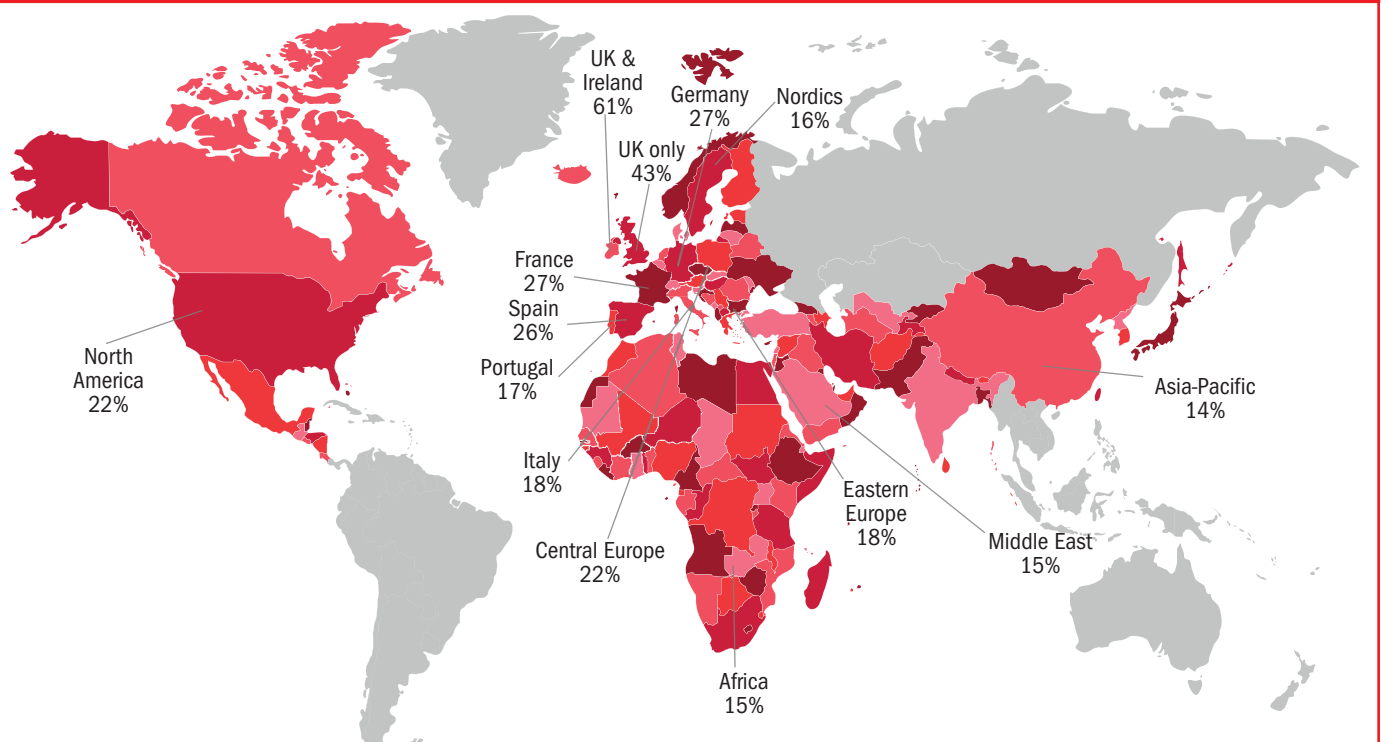 UK &
Ireland
61%
Germany
27%
Nordics
16%
UK only
43%
France
27%
Spain
26%
Portugal
17%
North
America
22%
Asia-Pacific
14%
Italy
18%
Central Europe
22%
Eastern
Europe
18%
Middle East
15%
Africa
15%